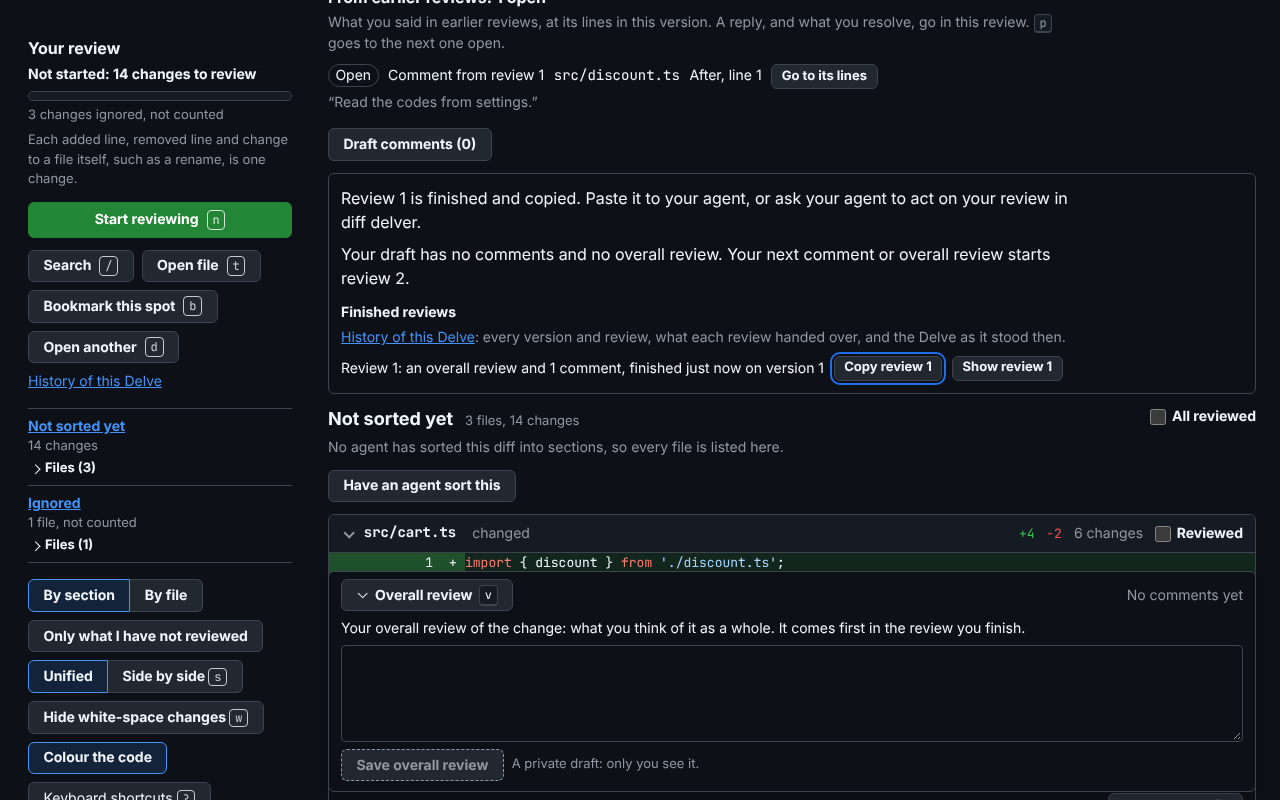 Your review
Not started: 14 changes to review
3 changes ignored, not counted
Each added line, removed line and change
to a file itself, such as a rename, is one
change.
Start reviewing n
Search / Open file t
Bookmark this spot b
Open another d
History of this Delve
Not sorted yet
14 changes
Files (3)
Ignored
1 file, not counted
Files (1)
By section By file
Only what I have not reviewed
Unified Side by side s
Hide white-space changes w
Colour the code
Keyboard shortcuts ?
From earlier reviews: 1 open
What you said in earlier reviews, at its lines in this version. A reply, and what you resolve, go in this review. p
goes to the next one open.
Open Comment from review 1 src/discount.ts After, line 1 Go to its lines
“Read the codes from settings.”
Draft comments (0)
Review 1 is finished and copied. Paste it to your agent, or ask your agent to act on your review in
diff delver.
Your draft has no comments and no overall review. Your next comment or overall review starts
review 2.
Finished reviews
History of this Delve: every version and review, what each review handed over, and the Delve as it stood then.
Review 1: an overall review and 1 comment, finished just now on version 1 Copy review 1 Show review 1
Not sorted yet 3 files, 14 changes All reviewed
No agent has sorted this diff into sections, so every file is listed here.
Have an agent sort this
src/cart.ts changed +4 -2 6 changes Reviewed
1 + import { discount } from './discount.ts';
Overall review v No comments yet
Your overall review of the change: what you think of it as a whole. It comes first in the review you finish.
Save overall review A private draft: only you see it.